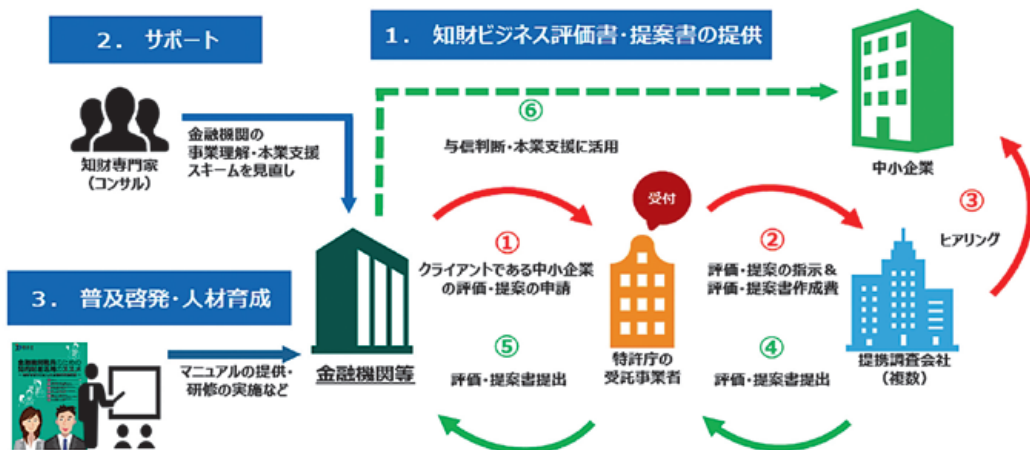 2. サポート
1. 知財ビジネス評価書・提案書の提供
知財専門家
(コンサル)
金融機関の
事業理解・本業支援
スキームを見直し
⑥
与信判断・本業支援に活用
中小企業
受付
①
クライアントである中小企業
の評価・提案の申請
②
評価・提案の指示&
評価・提案書作成費
③
ヒアリング
3. 普及啓発・人材育成
マニュアルの提供・
研修の実施など
金融機関等
⑤
評価・提案書提出
特許庁の
受託事業者
④
評価・提案書提出
提携調査会社
(複数)